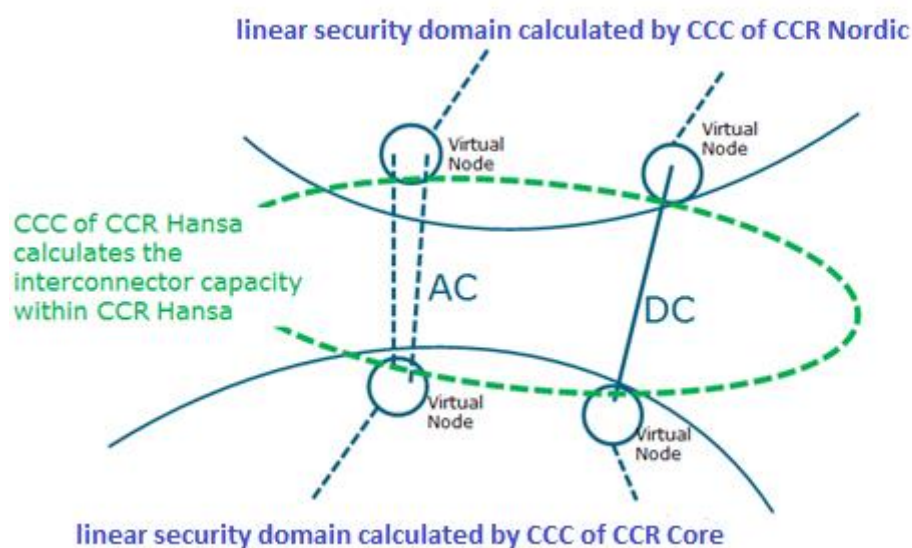 linear security domain calculated by CCC of CCR Nordic
Virtual
Node
Virtual
Node
CCC of CCR Hansa
calculates the
interconnector capacity
within CCR Hansa
AC
DC
Virtual
Node
Virtual
Node
linear security domain calculated by CCC of CCR Core